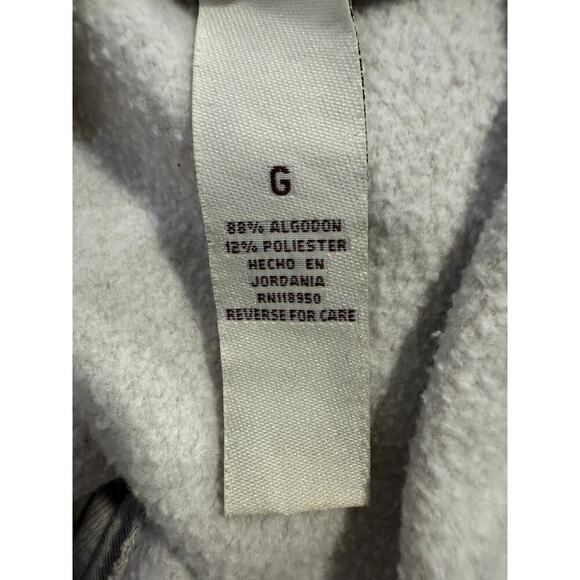 G
88% ALGODON
12% POLIESTER
HECHO EN
JORDANIA
RN118950
REVERSE FOR CARE